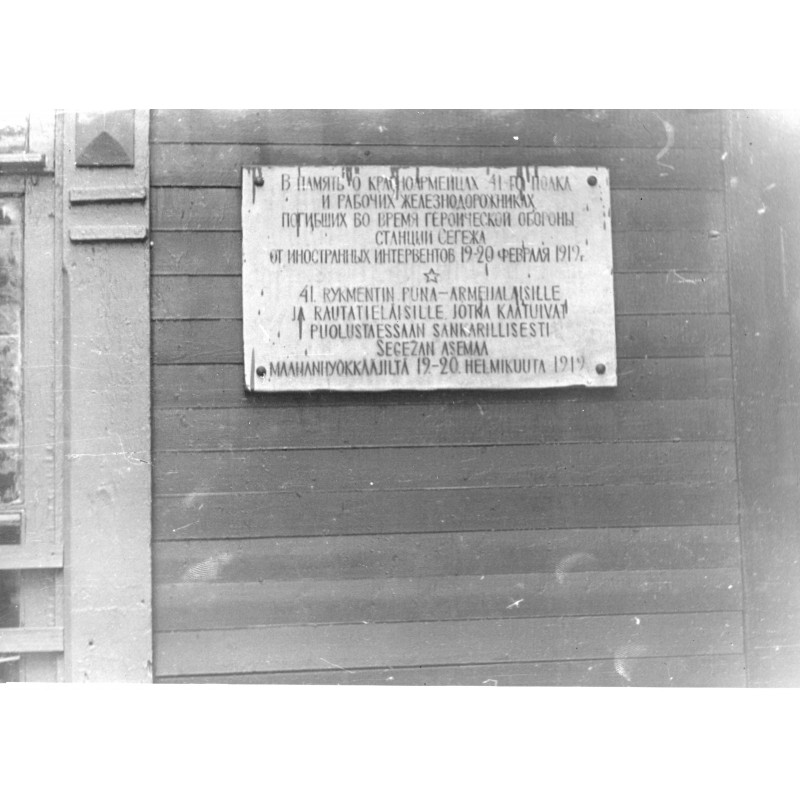 В ПАМЯТЬ О КРАСНОАРМЕЙЦАХ 41-ГО ПОЛКА
И РАБОЧИХ ЖЕЛЕЗНОДОРОЖНИКАХ
ПОГИБШИХ ВО ВРЕМЯ ГЕРОИЧЕСКОЙ ОБОРОНЫ
СТАНЦИИ СЕГЕЖА
ОТ ИНОСТРАННЫХ ИНТЕРВЕНТОВ 19-20 ФЕВРАЛЯ 1919г.
41. RYKMENTIN PUNA-ARMEIJALAISILLE
JA RAUTATIELÄISILLE, JOTKA KAATUIVAT
PUOLUSTAESSAAN SANKARILLISESTI
SEGEŽAN ASEMAA
MAAHANHYÖKKÄÄJILTÄ 19-20. HELMIKUUTA 1919